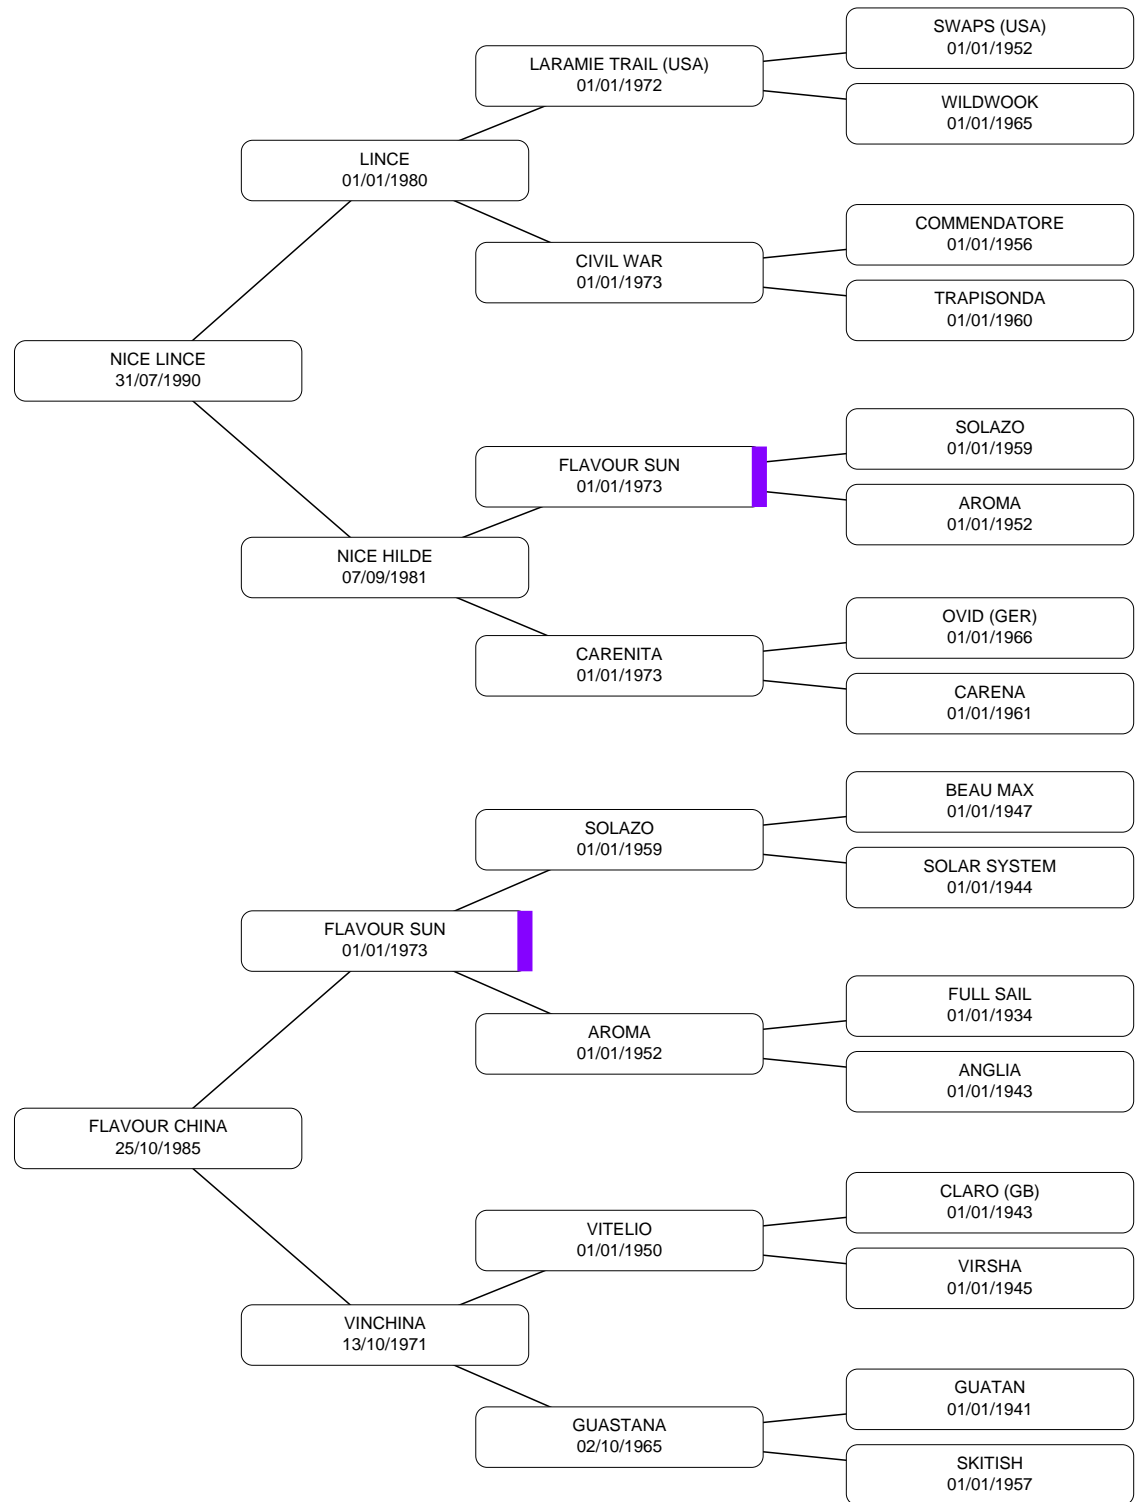 SWAPS (USA)
01/01/1952
LARAMIE TRAIL (USA)
01/01/1972
WILDWOOK
01/01/1965
LINCE
01/01/1980
COMMENDATORE
01/01/1956
CIVIL WAR
01/01/1973
TRAPISONDA
01/01/1960
NICE LINCE
31/07/1990
SOLAZO
01/01/1959
FLAVOUR SUN
01/01/1973
AROMA
01/01/1952
NICE HILDE
07/09/1981
OVID (GER)
01/01/1966
CARENITA
01/01/1973
CARENA
01/01/1961
BEAU MAX
01/01/1947
SOLAZO
01/01/1959
SOLAR SYSTEM
01/01/1944
FLAVOUR SUN
01/01/1973
FULL SAIL
01/01/1934
AROMA
01/01/1952
ANGLIA
01/01/1943
FLAVOUR CHINA
25/10/1985
CLARO (GB)
01/01/1943
VITELIO
01/01/1950
VIRSHA
01/01/1945
VINCHINA
13/10/1971
GUATAN
01/01/1941
GUASTANA
02/10/1965
SKITISH
01/01/1957